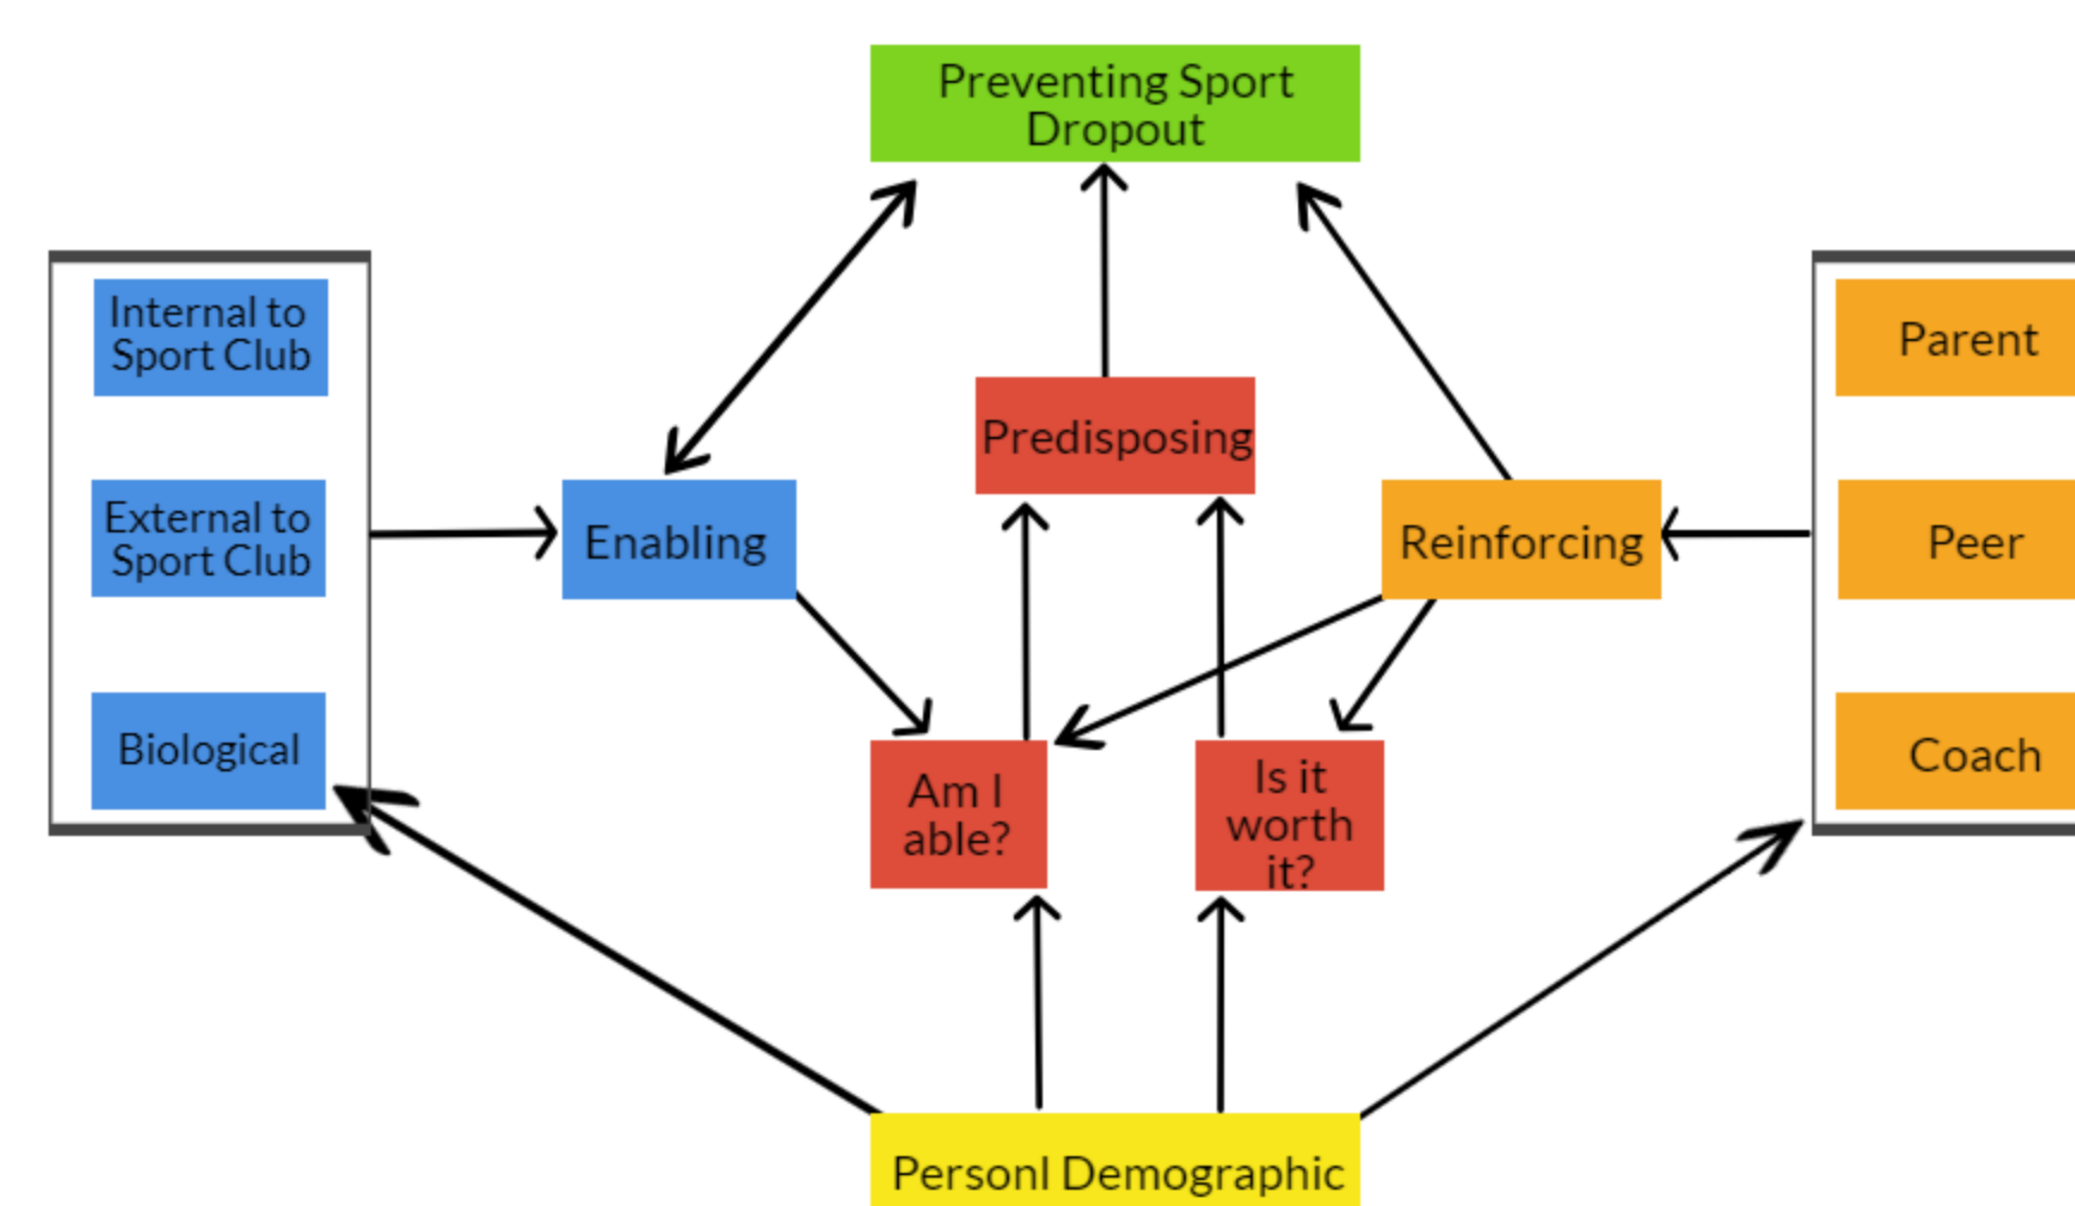 Preventing Sport
Dropout
Internal to
Sport Club
External to
Sport Club
Biological
Enabling
Predisposing
Reinforcing
Parent
Peer
Coach
Am I
able?
Is it
worth
it?
Personl Demographic